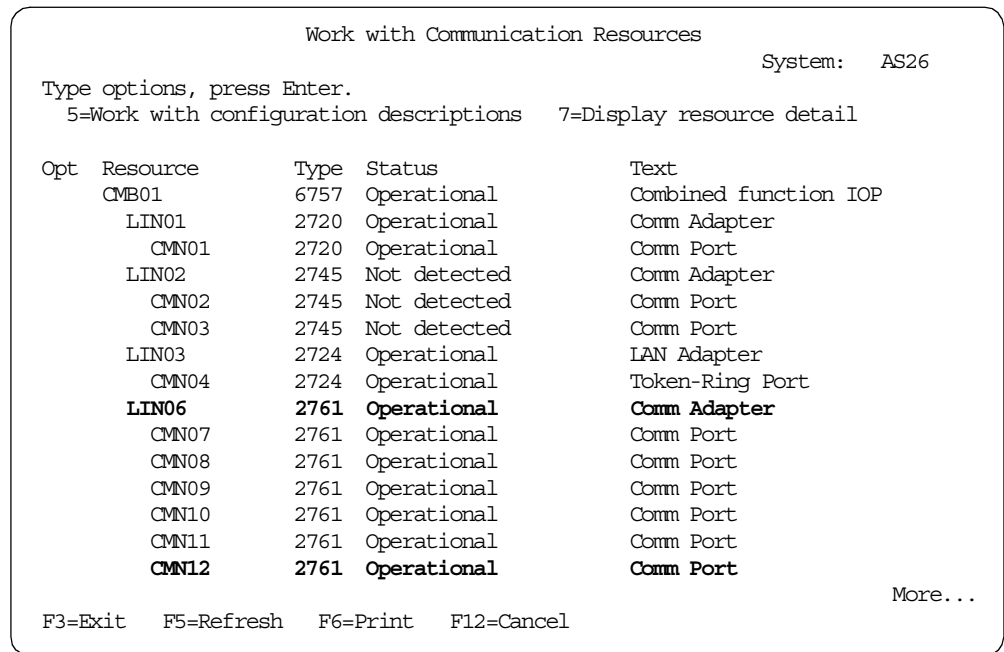 Work with Communication Resources
System: AS26
Type options, press Enter.
5=Work with configuration descriptions 7=Display resource detail
Opt Resource Type Status Text
CMB01 6757 Operational Combined function IOP
LIN01 2720 Operational Comm Adapter
CMN01 2720 Operational Comm Port
LIN02 2745 Not detected Comm Adapter
CMN02 2745 Not detected Comm Port
CMN03 2745 Not detected Comm Port
LIN03 2724 Operational LAN Adapter
CMN04 2724 Operational Token-Ring Port
LIN06 2761 Operational Comm Adapter
CMN07 2761 Operational Comm Port
CMN08 2761 Operational Comm Port
CMN09 2761 Operational Comm Port
CMN10 2761 Operational Comm Port
CMN11 2761 Operational Comm Port
CMN12 2761 Operational Comm Port
More...
F3=Exit F5=Refresh F6=Print F12=Cancel